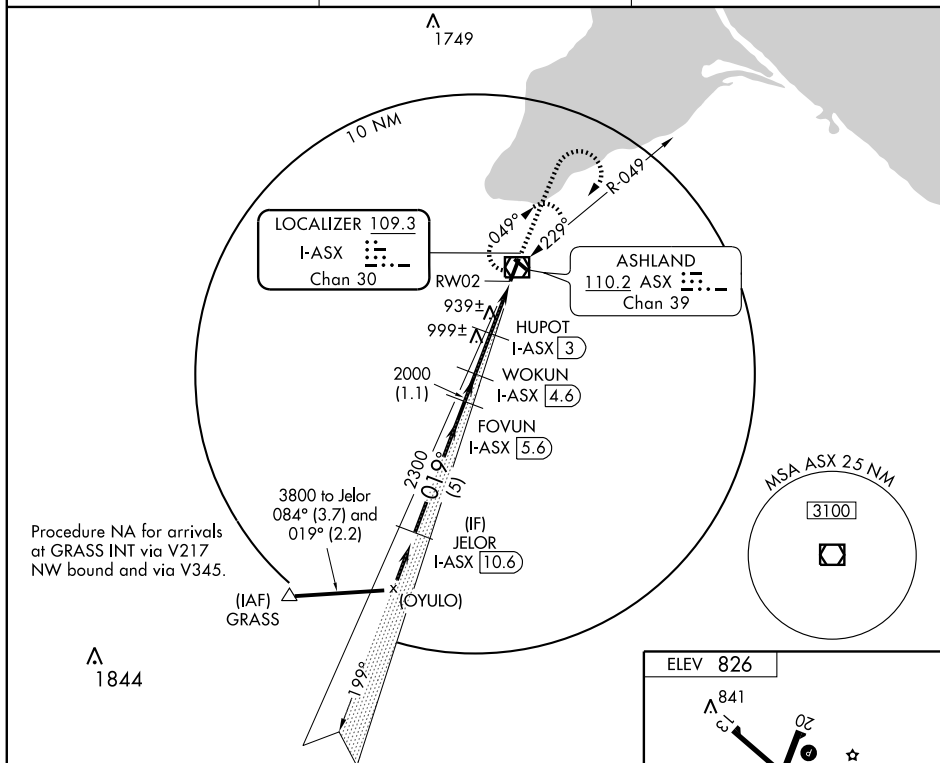 1749
10 NM
R-049
049°
229°
LOCALIZER 109.3
I-ASX
Chan 30
ASHLAND
110.2 ASX
Chan 39
RW02
939±
999±
HUPOT
I-ASX 3
WOKUN
I-ASX 4.6
2000
(1.1)
FOVUN
I-ASX 5.6
2300
019°
(5)
MSA ASX 25 NM
3100
3800 to Jelor
084° (3.7) and
019° (2.2)
(IF)
JELOR
I-ASX 10.6
Procedure NA for arrivals
at GRASS INT via V217
NW bound and via V345.
(IAF)
GRASS
x
(OYULO)
199°
1844
ELEV 826
841
13
20
P